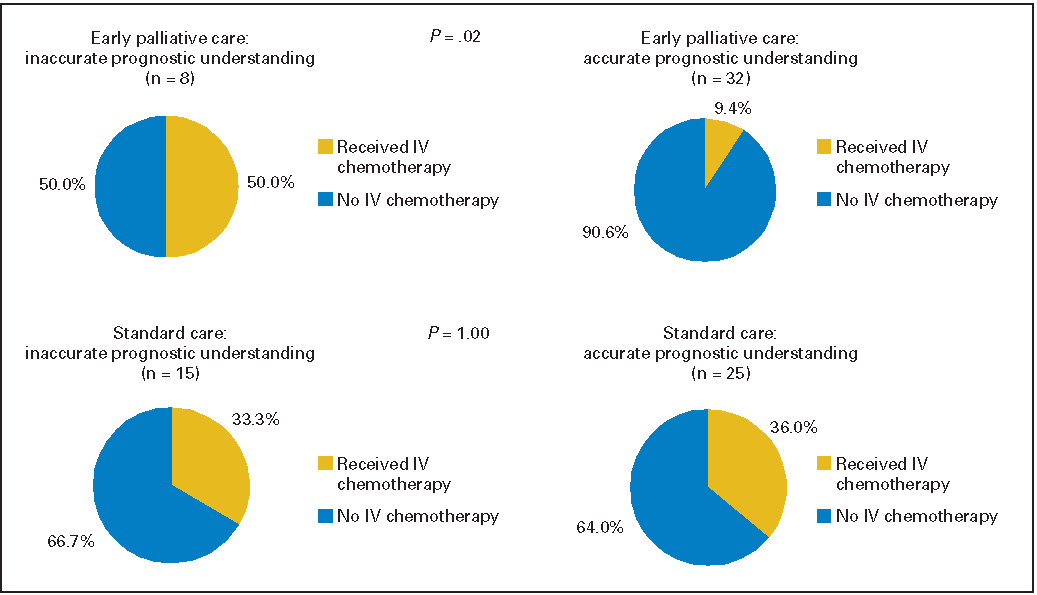 Early palliative care:
inaccurate prognostic understanding
(n = 8)
P = .02
Early palliative care:
accurate prognostic understanding
(n = 32)
50.0%
50.0%
Received IV
chemotherapy
No IV chemotherapy
9.4%
90.6%
Received IV
chemotherapy
No IV chemotherapy
Standard care:
inaccurate prognostic understanding
(n = 15)
P = 1.00
Standard care:
accurate prognostic understanding
(n = 25)
33.3%
66.7%
Received IV
chemotherapy
No IV chemotherapy
36.0%
64.0%
Received IV
chemotherapy
No IV chemotherapy